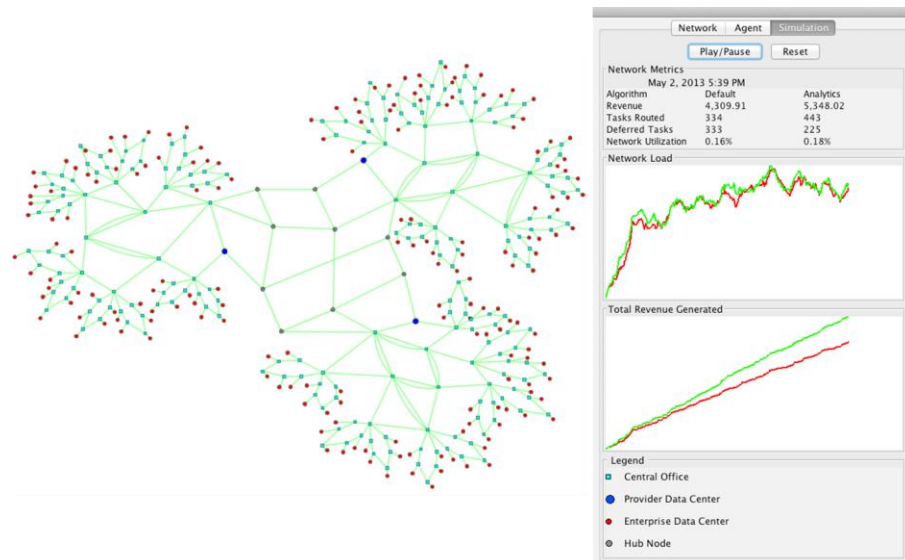 Network Agent Simulation
Play/Pause Reset
Network Metrics
May 2, 2013 5:39 PM
Algorithm Default Analytics
Revenue 4,309.91 5,348.02
Tasks Routed 334 443
Deferred Tasks 333 225
Network Utilization 0.16% 0.18%
Network Load
Total Revenue Generated
Legend
Central Office
Provider Data Center
Enterprise Data Center
Hub Node